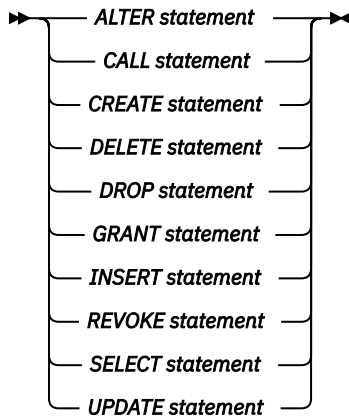 ALTER statement
CALL statement
CREATE statement
DELETE statement
DROP statement
GRANT statement
INSERT statement
REVOKE statement
SELECT statement
UPDATE statement